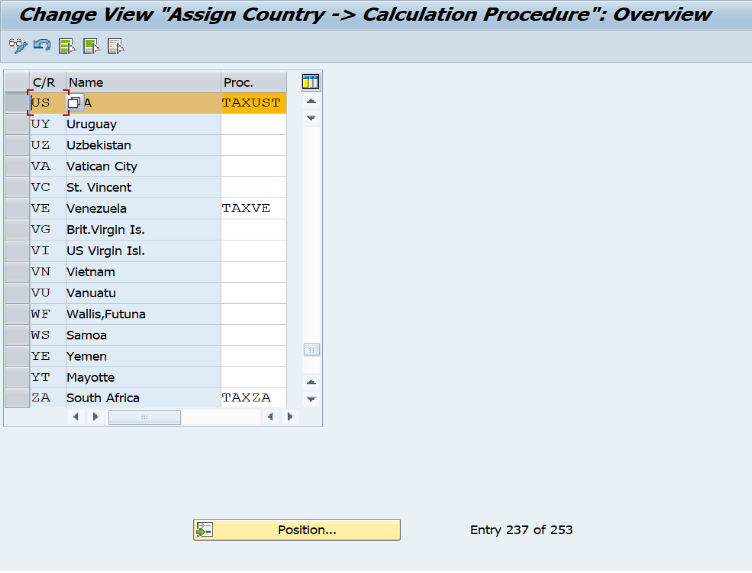 Change View "Assign Country -> Calculation Procedure": Overview
C/R Name Proc.
US A TAXUST
UY Uruguay
UZ Uzbekistan
VA Vatican City
VC St. Vincent
VE Venezuela TAXVE
VG Brit.Virgin Is.
VI US Virgin Isl.
VN Vietnam
VU Vanuatu
WF Wallis,Futuna
WS Samoa
YE Yemen
YT Mayotte
ZA South Africa TAXZA
Position... Entry 237 of 253